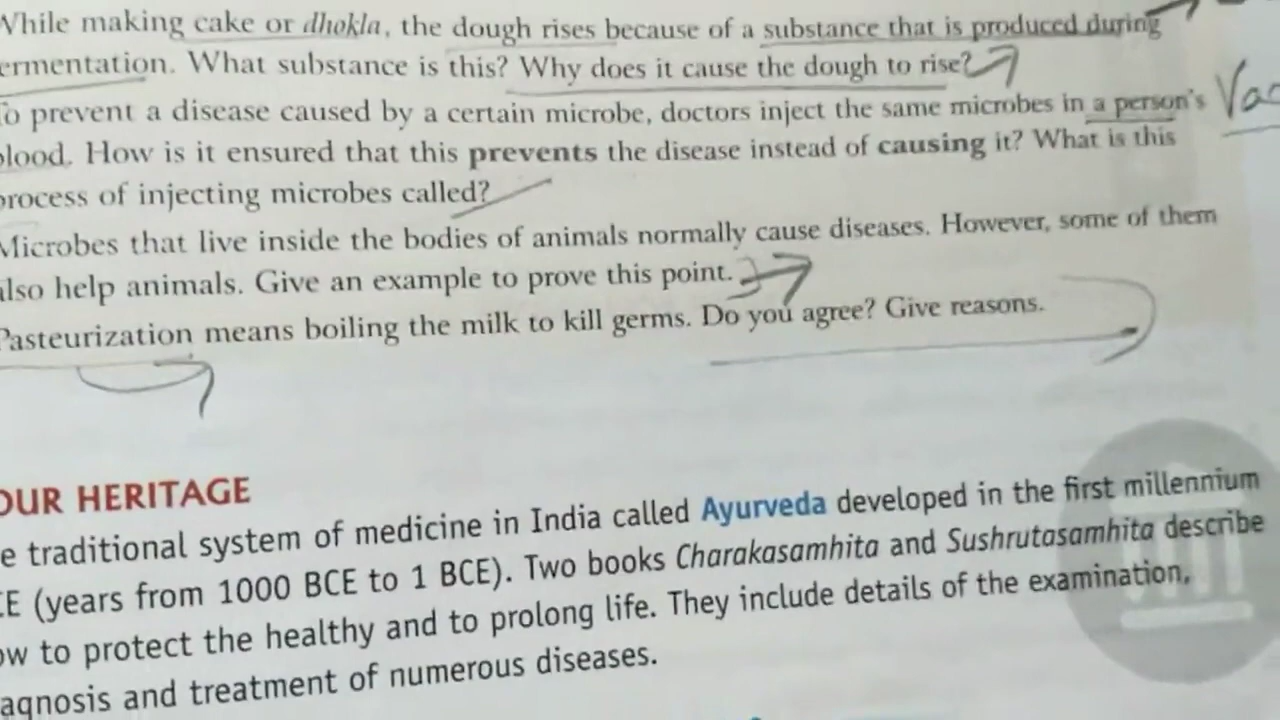 While making cake or dhokla, the dough rises because of a substance that is produced during
ermentation. What substance is this? Why does it cause the dough to rise?
To prevent a disease caused by a certain microbe, doctors inject the same microbes in a person's Vac
blood. How is it ensured that this prevents the disease instead of causing it? What is this
process of injecting microbes called?
Microbes that live inside the bodies of animals normally cause diseases. However, some of them
also help animals. Give an example to prove this point.
Pasteurization means boiling the milk to kill germs. Do you agree? Give reasons.
OUR HERITAGE
e traditional system of medicine in India called Ayurveda developed in the first millennium
CE (years from 1000 BCE to 1 BCE). Two books Charakasamhita and Sushrutasamhita describe
ow to protect the healthy and to prolong life. They include details of the examination,
agnosis and treatment of numerous diseases.